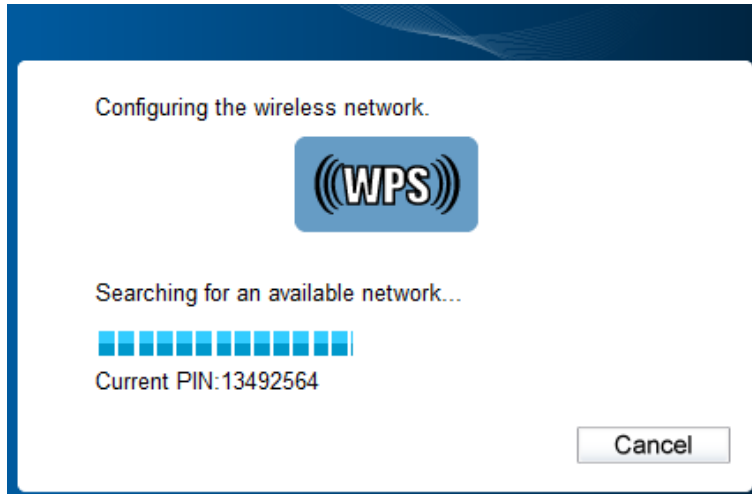 Configuring the wireless network.
WPS
Searching for an available network...
Current PIN:13492564
Cancel